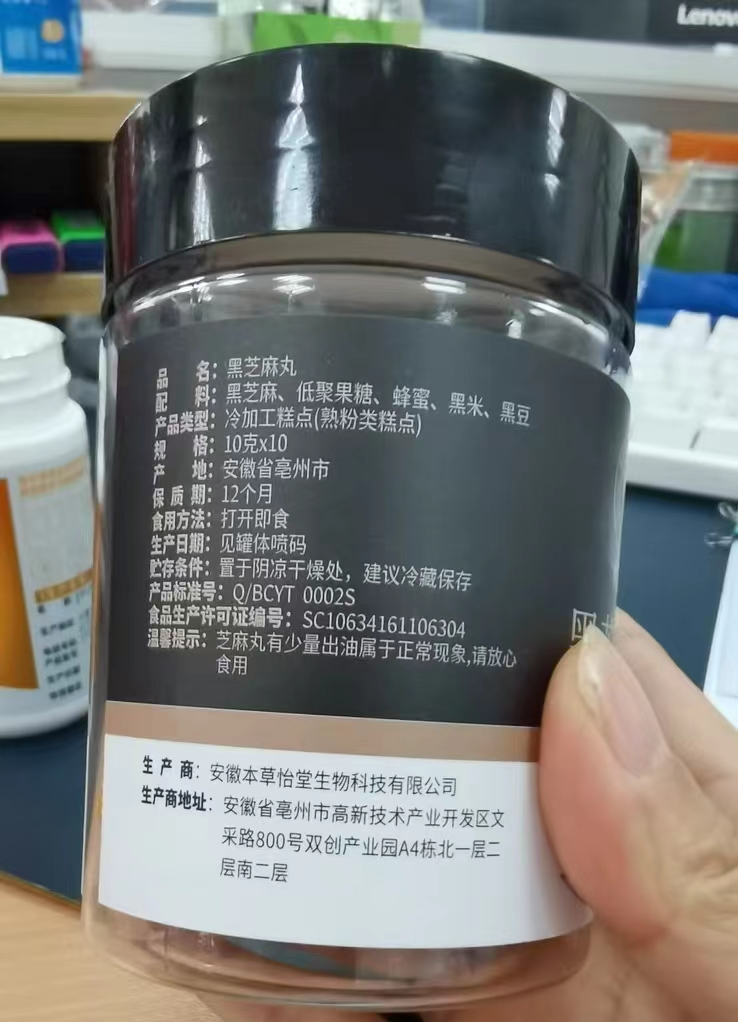 Lenovo
品 名：黑芝麻丸
配 料：黑芝麻、低聚果糖、蜂蜜、黑米、黑豆
产品类型：冷加工糕点(熟粉类糕点)
规 格：10克x10
产 地：安徽省亳州市
保 质 期：12个月
食用方法：打开即食
生产日期：见罐体喷码
贮存条件：置于阴凉干燥处，建议冷藏保存
产品标准号：Q/BCYT 0002S
食品生产许可证编号：SC10634161106304
温馨提示：芝麻丸有少量出油属于正常现象,请放心
食用
生 产 商：安徽本草怡堂生物科技有限公司
生产商地址：安徽省亳州市高新技术产业开发区文
采路800号双创产业园A4栋北一层二
层南二层